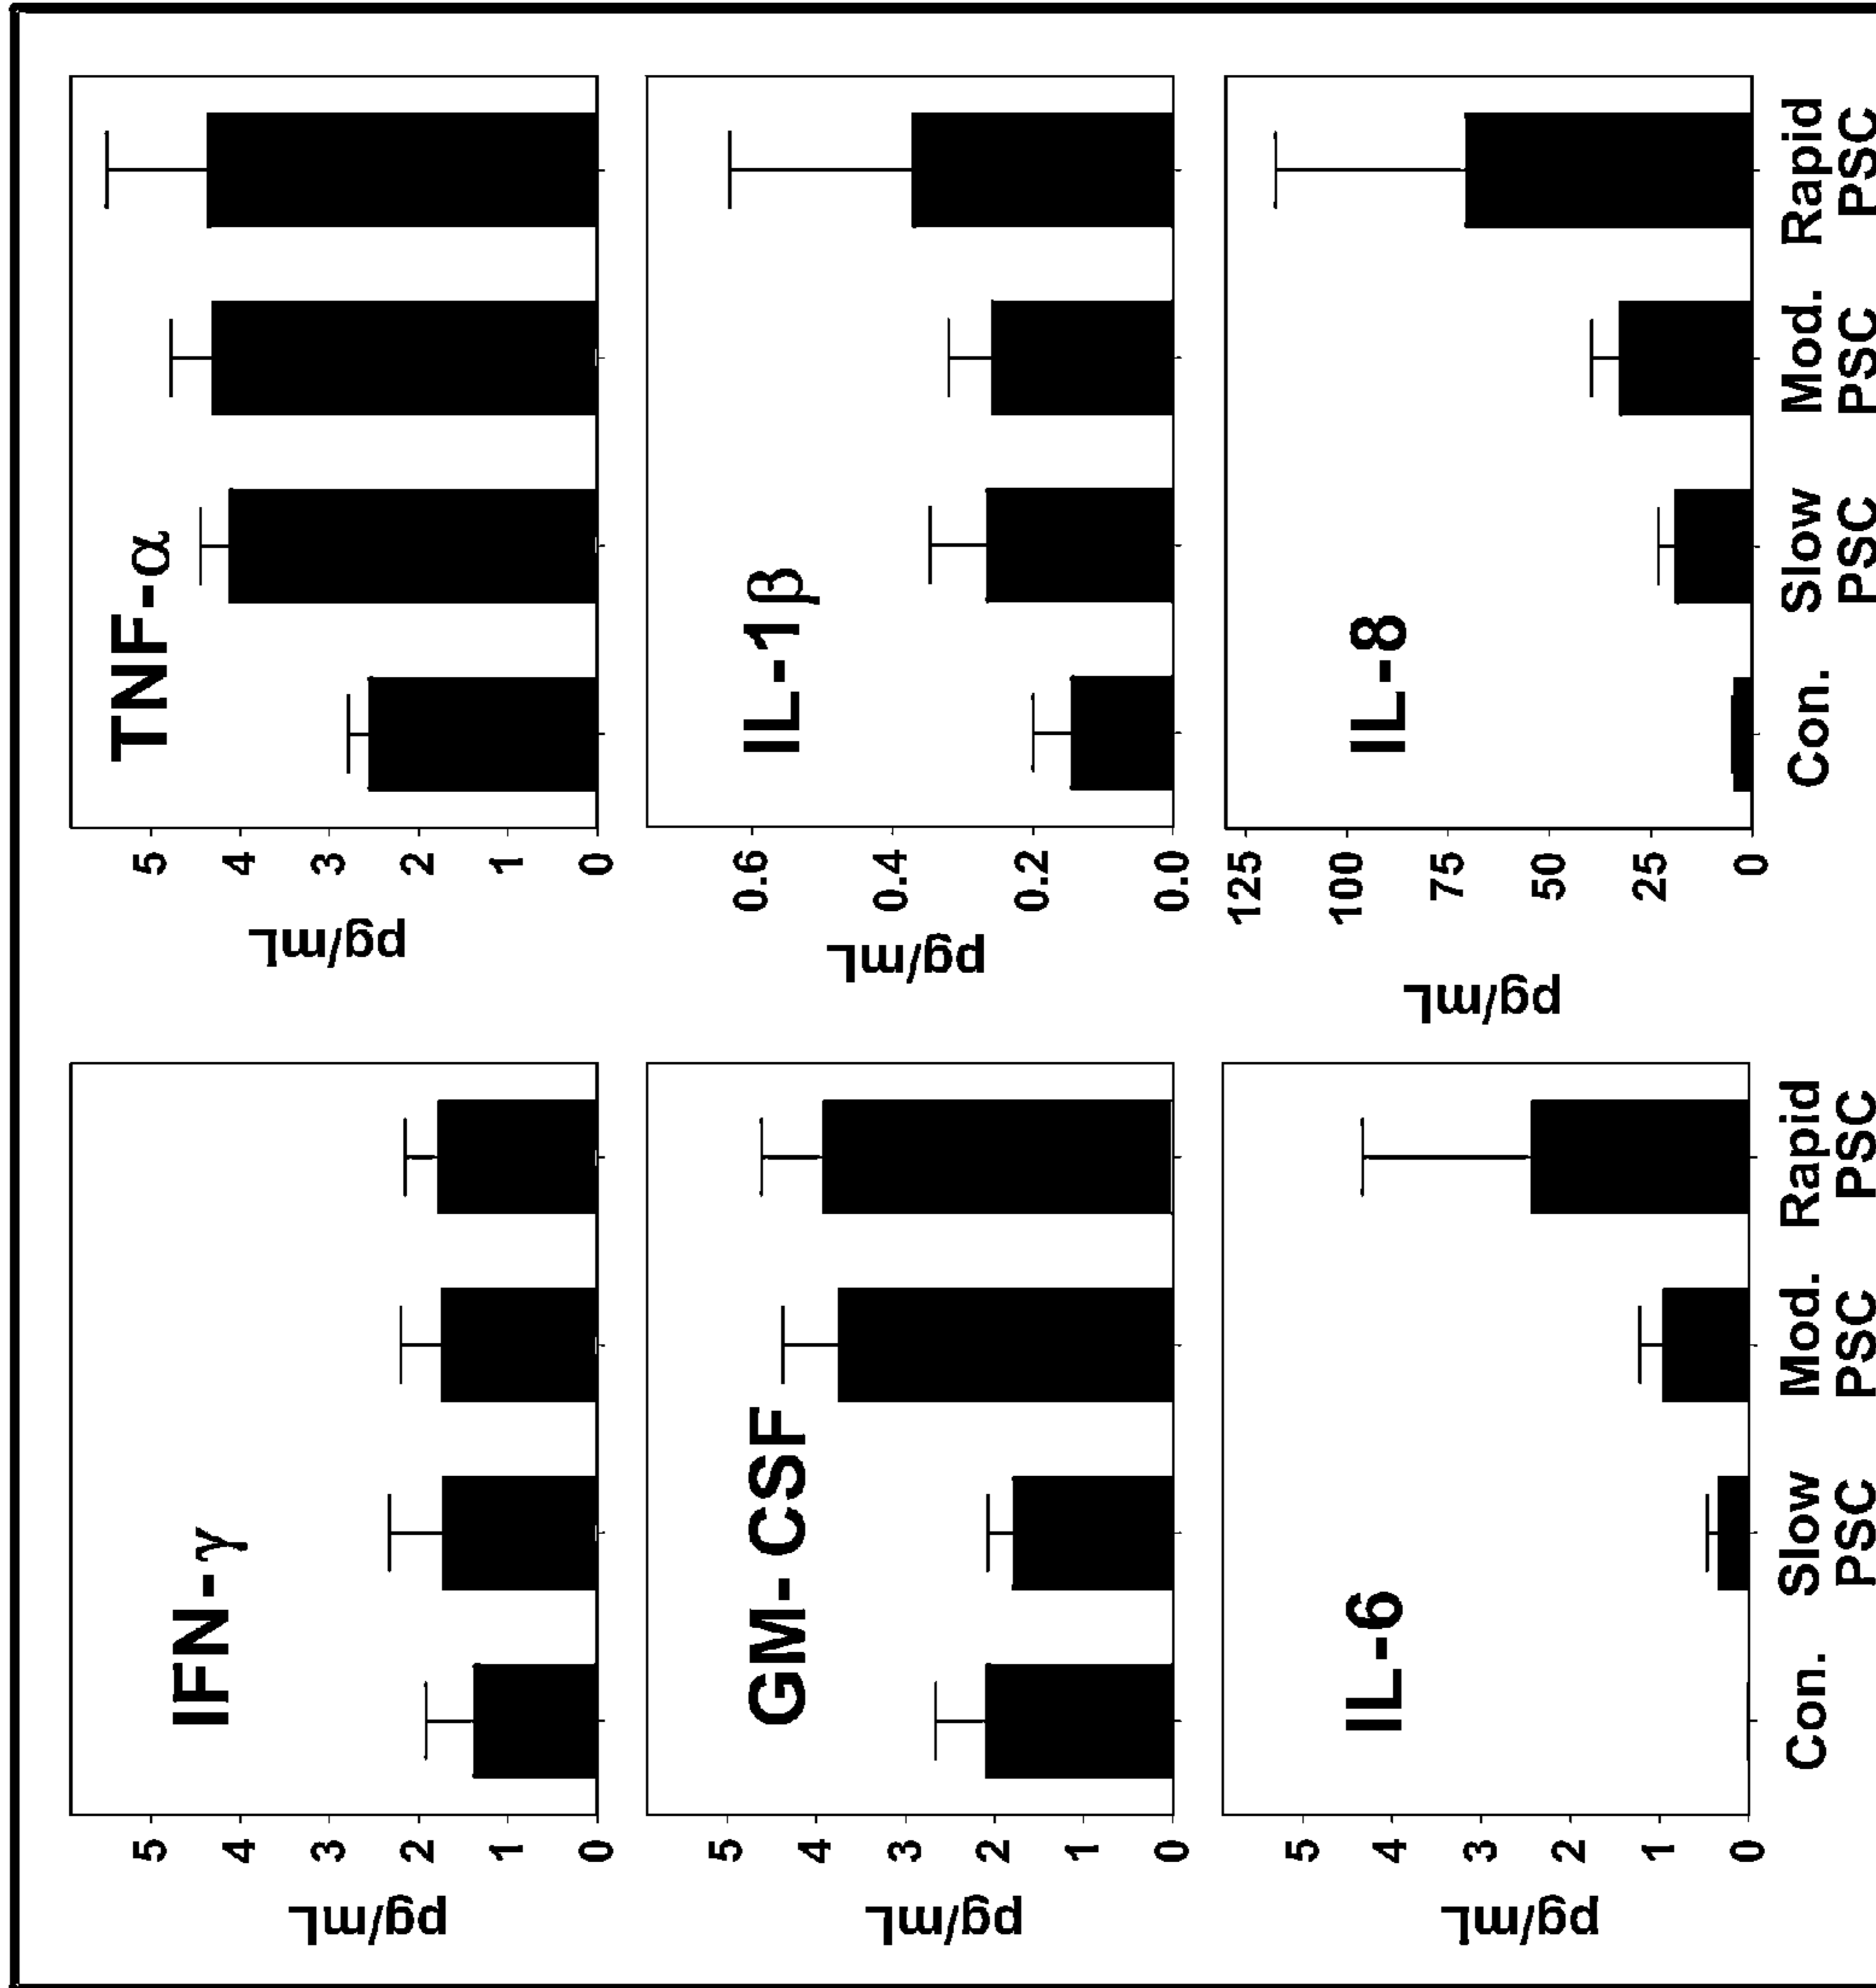 IFN-γ
pg/mL
5
4
3
2
1
0
TNF-α
pg/mL
5
4
3
2
1
0
GM-CSF
pg/mL
5
4
3
2
1
0
IL-1β
pg/mL
0.6
0.4
0.2
0.0
IL-6
pg/mL
5
4
3
2
1
0
Con. Slow Mod. Rapid
PSC PSC PSC
IL-8
pg/mL
125
100
75
50
25
0
Con. Slow Mod. Rapid
PSC PSC PSC